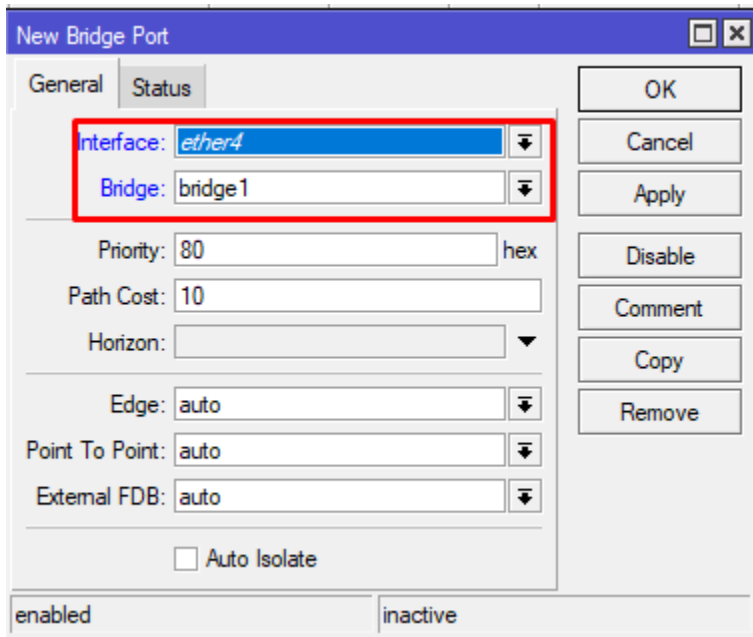 New Bridge Port
General Status
Interface: ether4
Bridge: bridge1
Priority: 80 hex
Path Cost: 10
Horizon:
Edge: auto
Point To Point: auto
External FDB: auto
Auto Isolate
OK
Cancel
Apply
Disable
Comment
Copy
Remove
enabled inactive